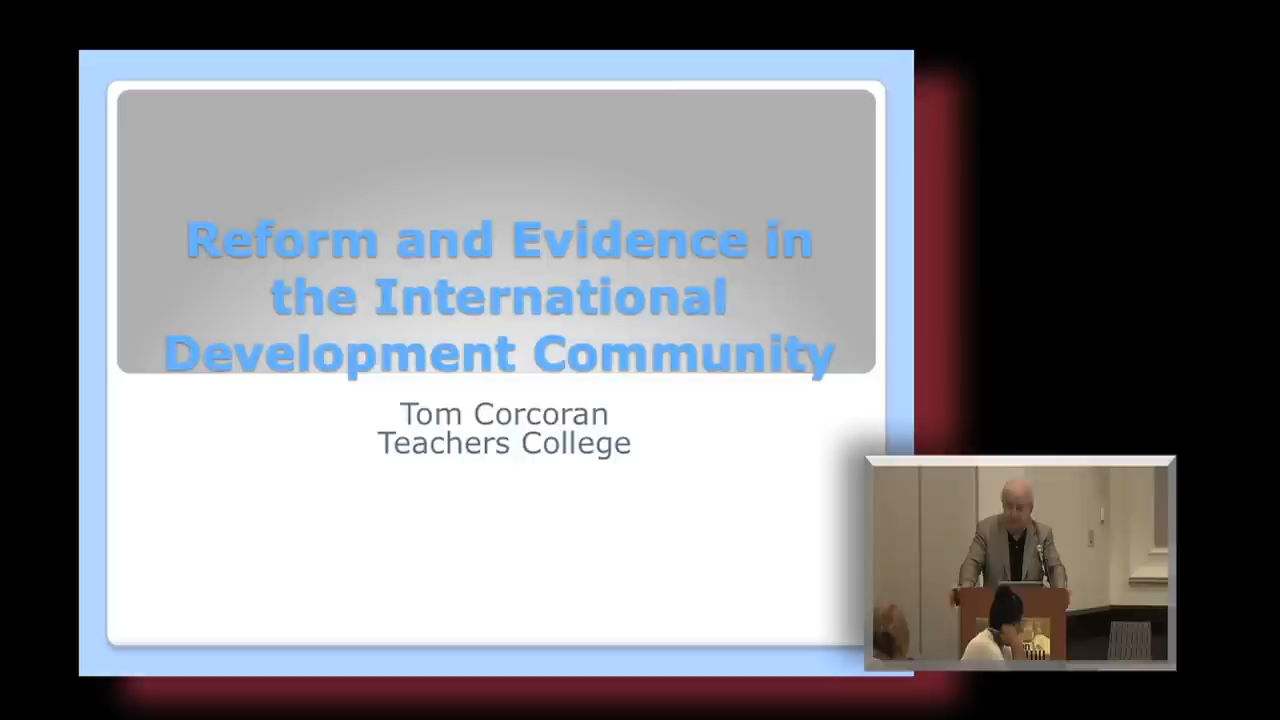 Reform and Evidence in
the International
Development Community
Tom Corcoran
Teachers College